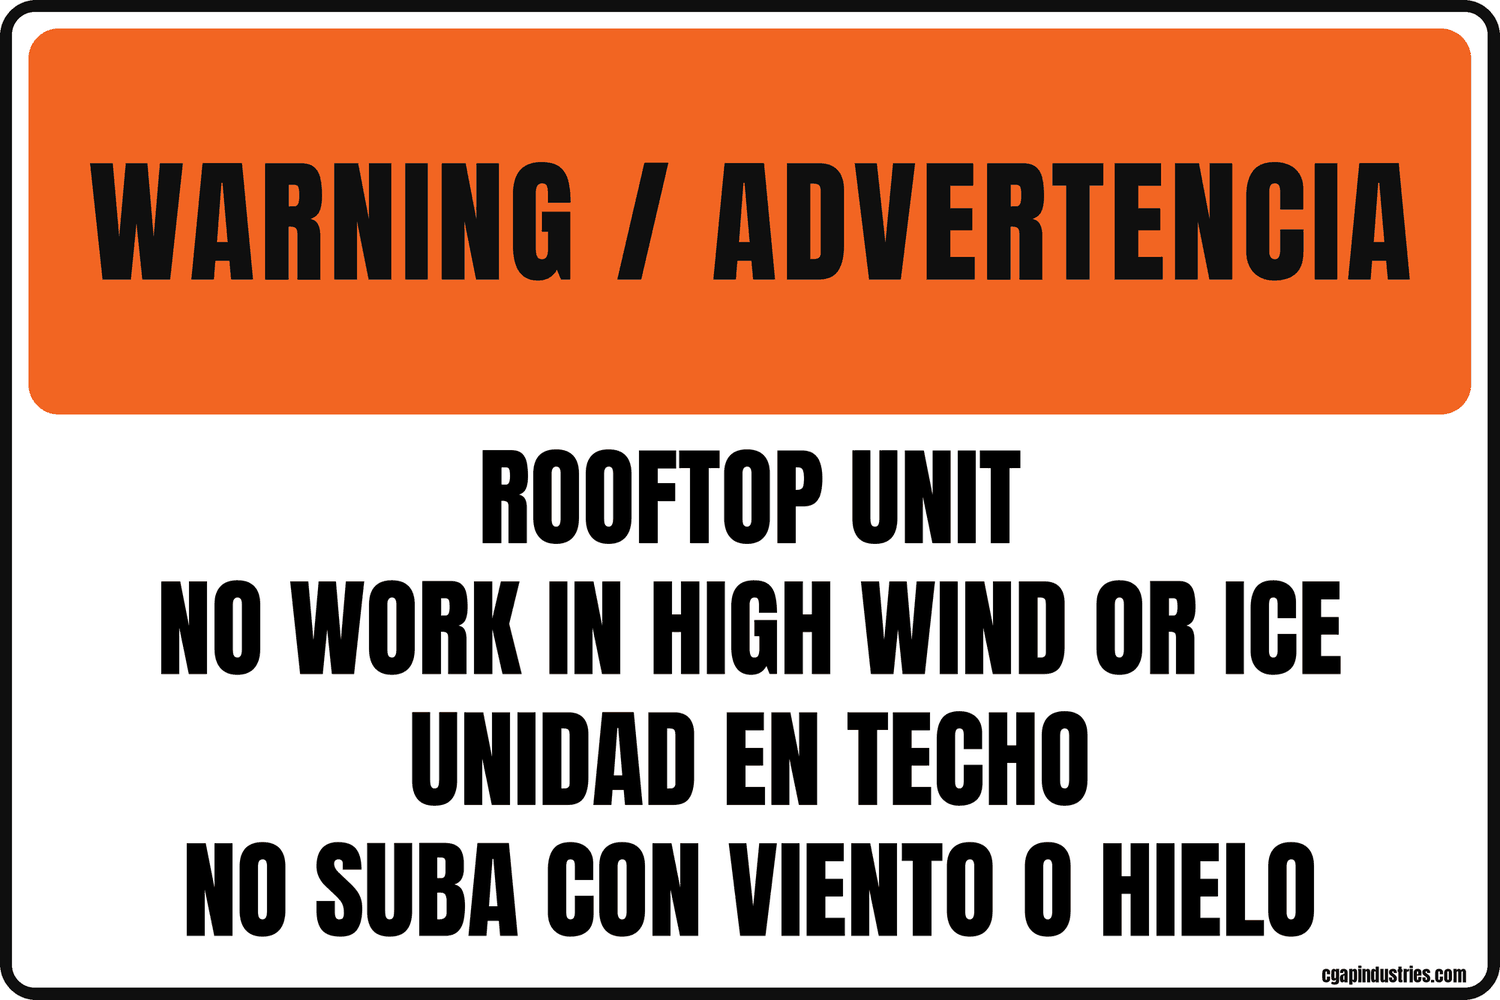 WARNING / ADVERTENCIA
ROOFTOP UNIT
NO WORK IN HIGH WIND OR ICE
UNIDAD EN TECHO
NO SUBA CON VIENTO O HIELO
cgapindustries.com